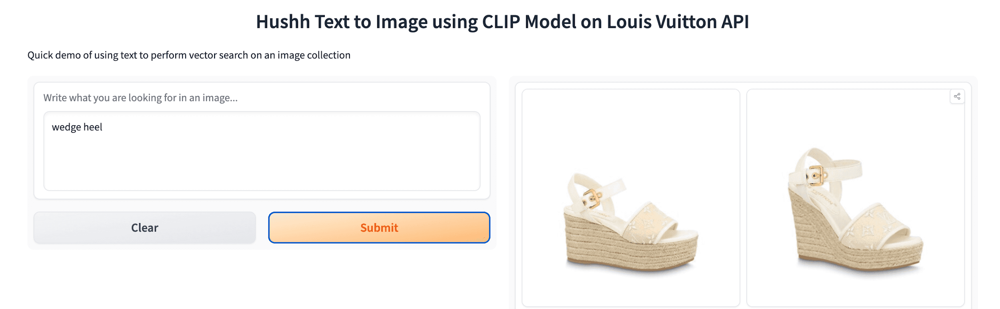 Hushh Text to Image using CLIP Model on Louis Vuitton API
Quick demo of using text to perform vector search on an image collection
Write what you are looking for in an image...
wedge heel
Clear
Submit